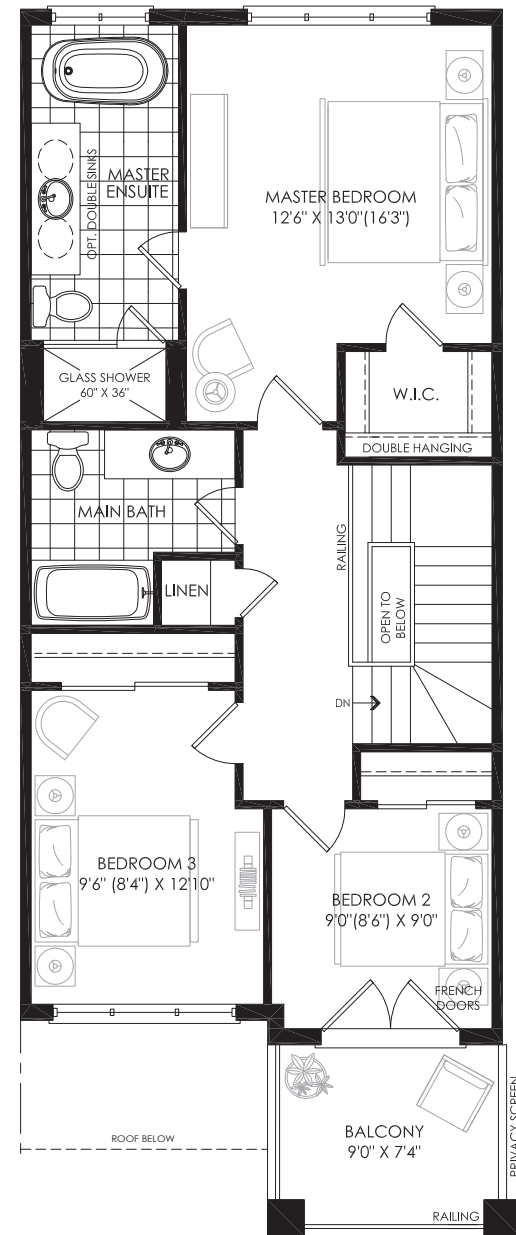 MASTER
ENSUITE
OPT. DOUBLE SINKS
MASTER BEDROOM
12'6" X 13'0"(16'3")
GLASS SHOWER
60" X 36"
W.I.C.
DOUBLE HANGING
MAIN BATH
RAILING
LINEN
OPEN TO
BELOW
DN
BEDROOM 3
9'6" (8'4") X 12'10"
BEDROOM 2
9'0"(8'6") X 9'0"
FRENCH
DOORS
BALCONY
9'0" X 7'4"
PRIVACY SCREEN
ROOF BELOW
RAILING